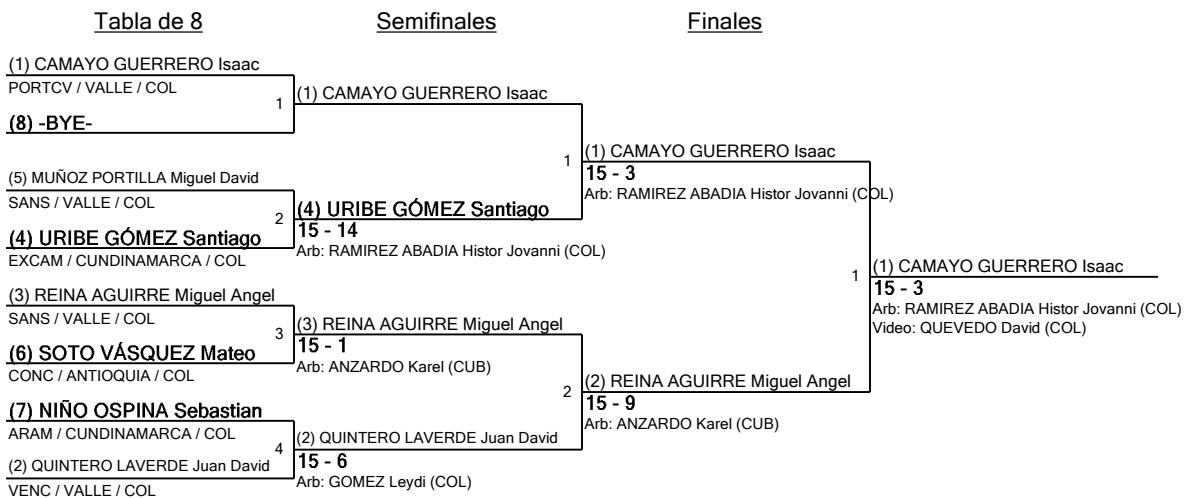 Tabla de 8
Semifinales
Finales
(1) CAMAYO GUERRERO Isaac
PORTCV / VALLE / COL
1
(8) -BYE-
(5) MUÑOZ PORTILLA Miguel David
SANS / VALLE / COL
2
(4) URIBE GÓMEZ Santiago
EXCAM / CUNDINAMARCA / COL
(3) REINA AGUIRRE Miguel Angel
SANS / VALLE / COL
3
(6) SOTO VÁSQUEZ Mateo
CONC / ANTIOQUIA / COL
(7) NIÑO OSPINA Sebastian
ARAM / CUNDINAMARCA / COL
4
(2) QUINTERO LAVERDE Juan David
VENC / VALLE / COL
(1) CAMAYO GUERRERO Isaac
1
(4) URIBE GÓMEZ Santiago
15 - 14
Arb: RAMIREZ ABADIA Histor Jovanni (COL)
(3) REINA AGUIRRE Miguel Angel
15 - 1
Arb: ANZARDO Karel (CUB)
2
(2) QUINTERO LAVERDE Juan David
15 - 6
Arb: GOMEZ Leydi (COL)
(1) CAMAYO GUERRERO Isaac
15 - 3
Arb: RAMIREZ ABADIA Histor Jovanni (COL)
1
(2) REINA AGUIRRE Miguel Angel
15 - 9
Arb: ANZARDO Karel (CUB)
(1) CAMAYO GUERRERO Isaac
15 - 3
Arb: RAMIREZ ABADIA Histor Jovanni (COL)
Video: QUEVEDO David (COL)